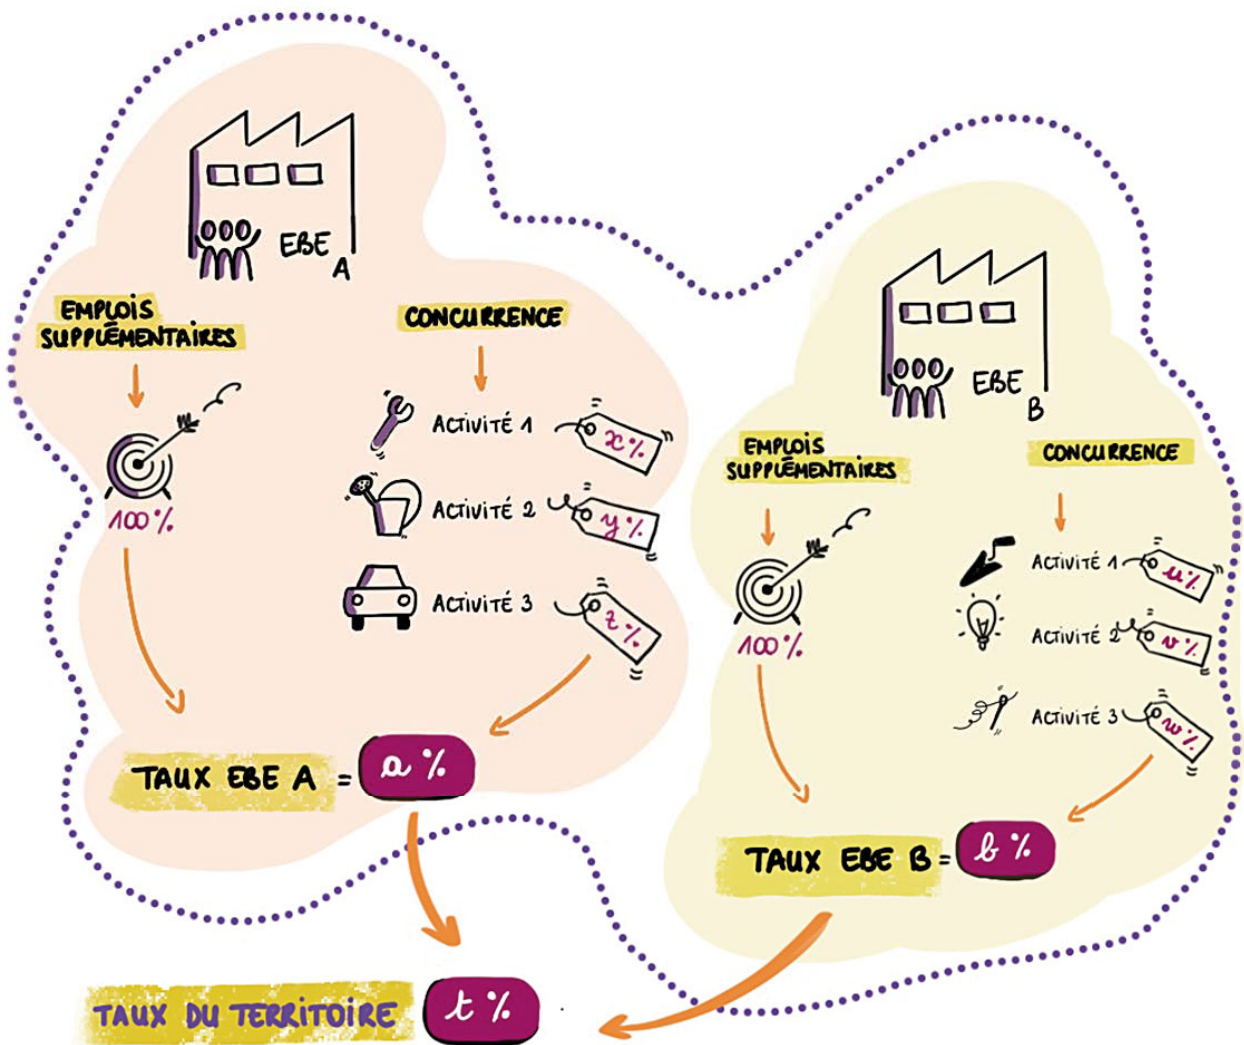 EBE A
EMPLOIS
SUPPLÉMENTAIRES
100%
CONCURRENCE
ACTIVITÉ 1 x%
ACTIVITÉ 2 y%
ACTIVITÉ 3 z%
TAUX EBE A = a %
EBE B
EMPLOIS
SUPPLÉMENTAIRES
100%
CONCURRENCE
ACTIVITÉ 1 u%
ACTIVITÉ 2 v%
ACTIVITÉ 3 w%
TAUX EBE B = b %
TAUX DU TERRITOIRE t %